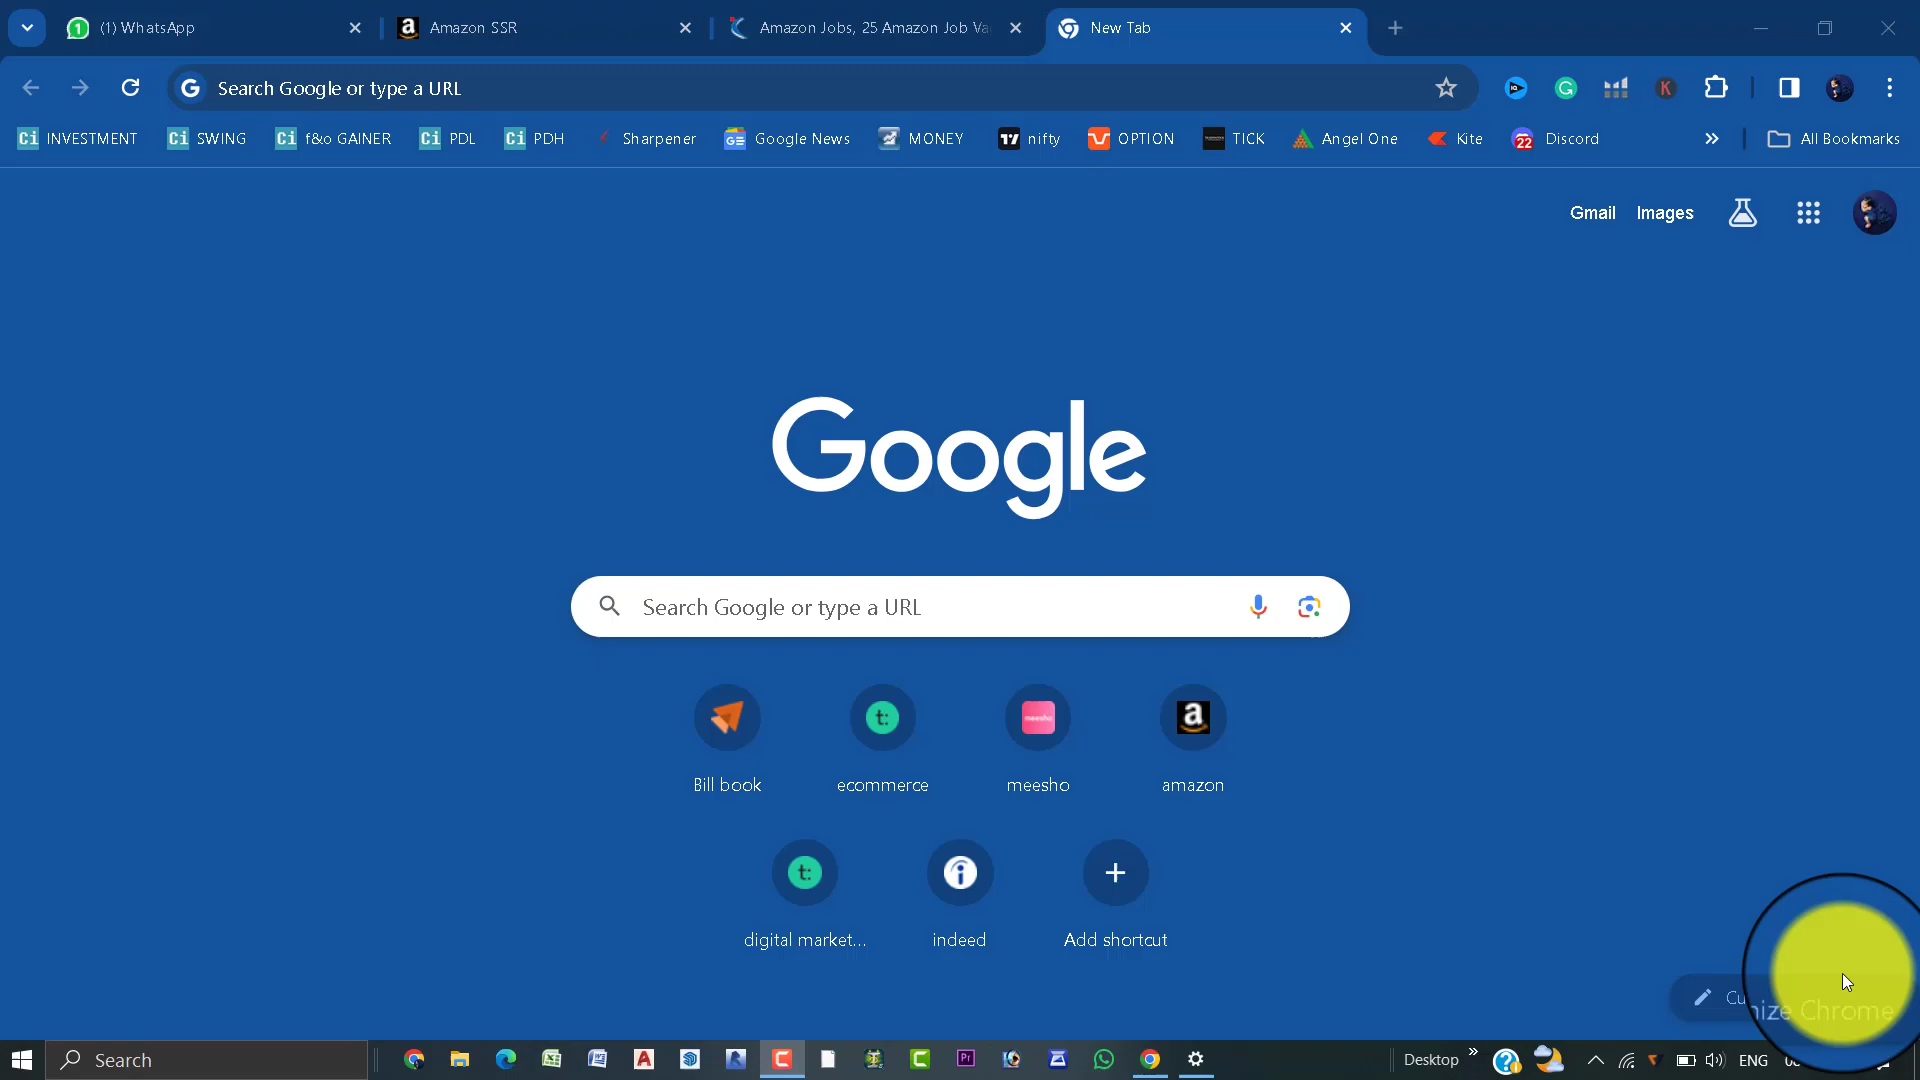 (1) WhatsApp
Amazon SSR
Amazon Jobs, 25 Amazon Job Va
New Tab
Search Google or type a URL
INVESTMENT
SWING
f&o GAINER
PDL
PDH
Sharpener
Google News
MONEY
nifty
OPTION
TICK
Angel One
Kite
22
Discord
All Bookmarks
Gmail
Images
Google
Search Google or type a URL
Bill book
ecommerce
meesho
amazon
digital market...
indeed
Add shortcut
Chrome
Search
Desktop
ENG